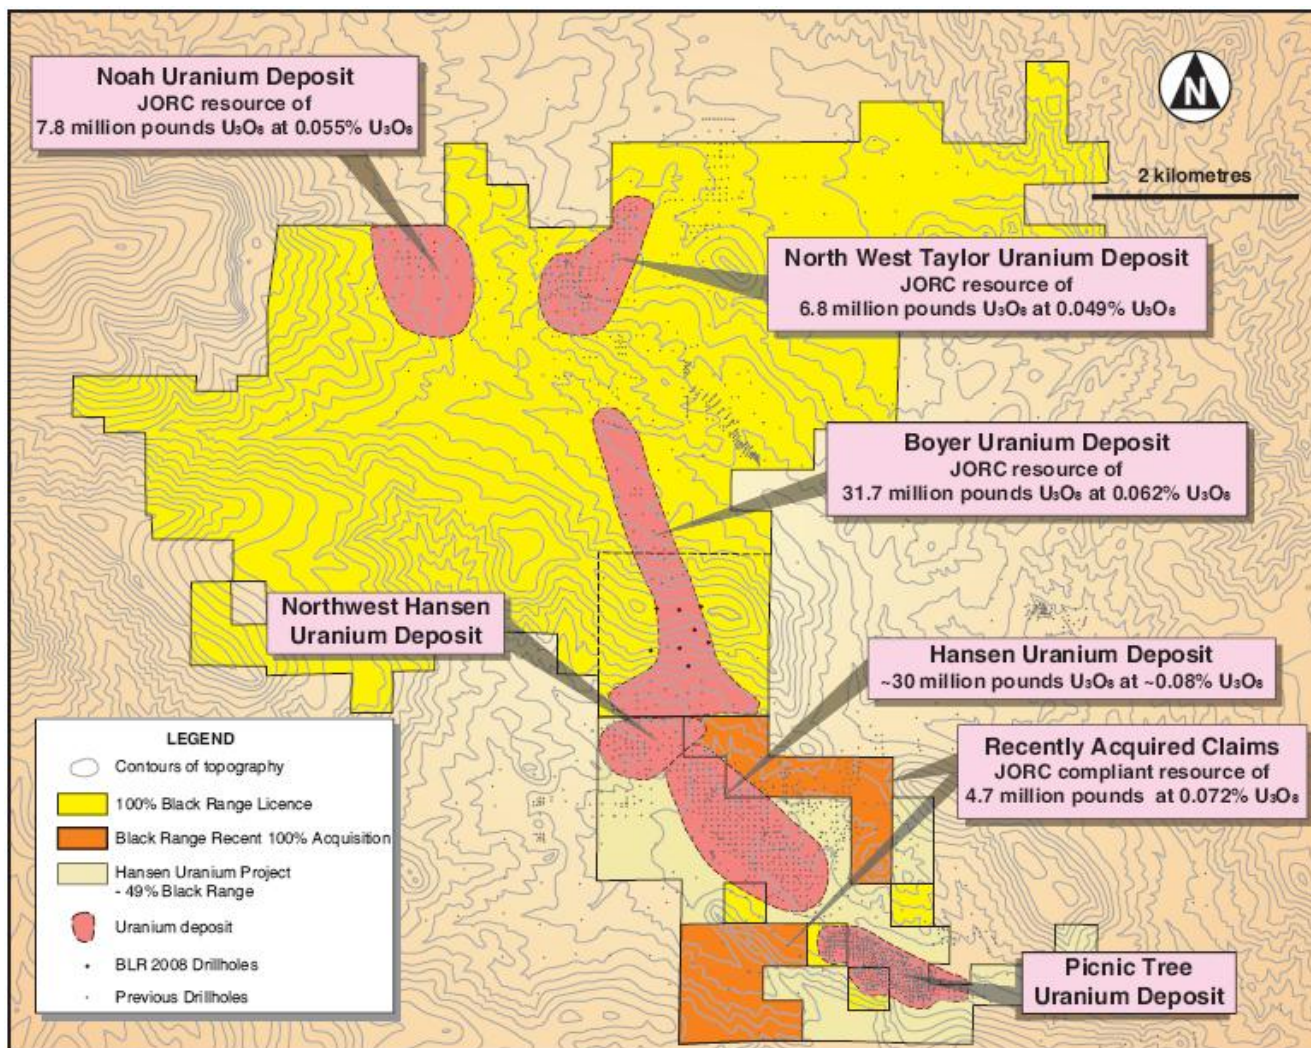 Noah Uranium Deposit
JORC resource of
7.8 million pounds U₃O₈ at 0.055% U₃O₈
N
2 kilometres
North West Taylor Uranium Deposit
JORC resource of
6.8 million pounds U₃O₈ at 0.049% U₃O₈
Boyer Uranium Deposit
JORC resource of
31.7 million pounds U₃O₈ at 0.062% U₃O₈
Northwest Hansen
Uranium Deposit
Hansen Uranium Deposit
~30 million pounds U₃O₈ at ~0.08% U₃O₈
Recently Acquired Claims
JORC compliant resource of
4.7 million pounds at 0.072% U₃O₈
Picnic Tree
Uranium Deposit
LEGEND
Contours of topography
100% Black Range Licence
Black Range Recent 100% Acquisition
Hansen Uranium Project
- 49% Black Range
Uranium deposit
BLR 2008 Drillholes
Previous Drillholes